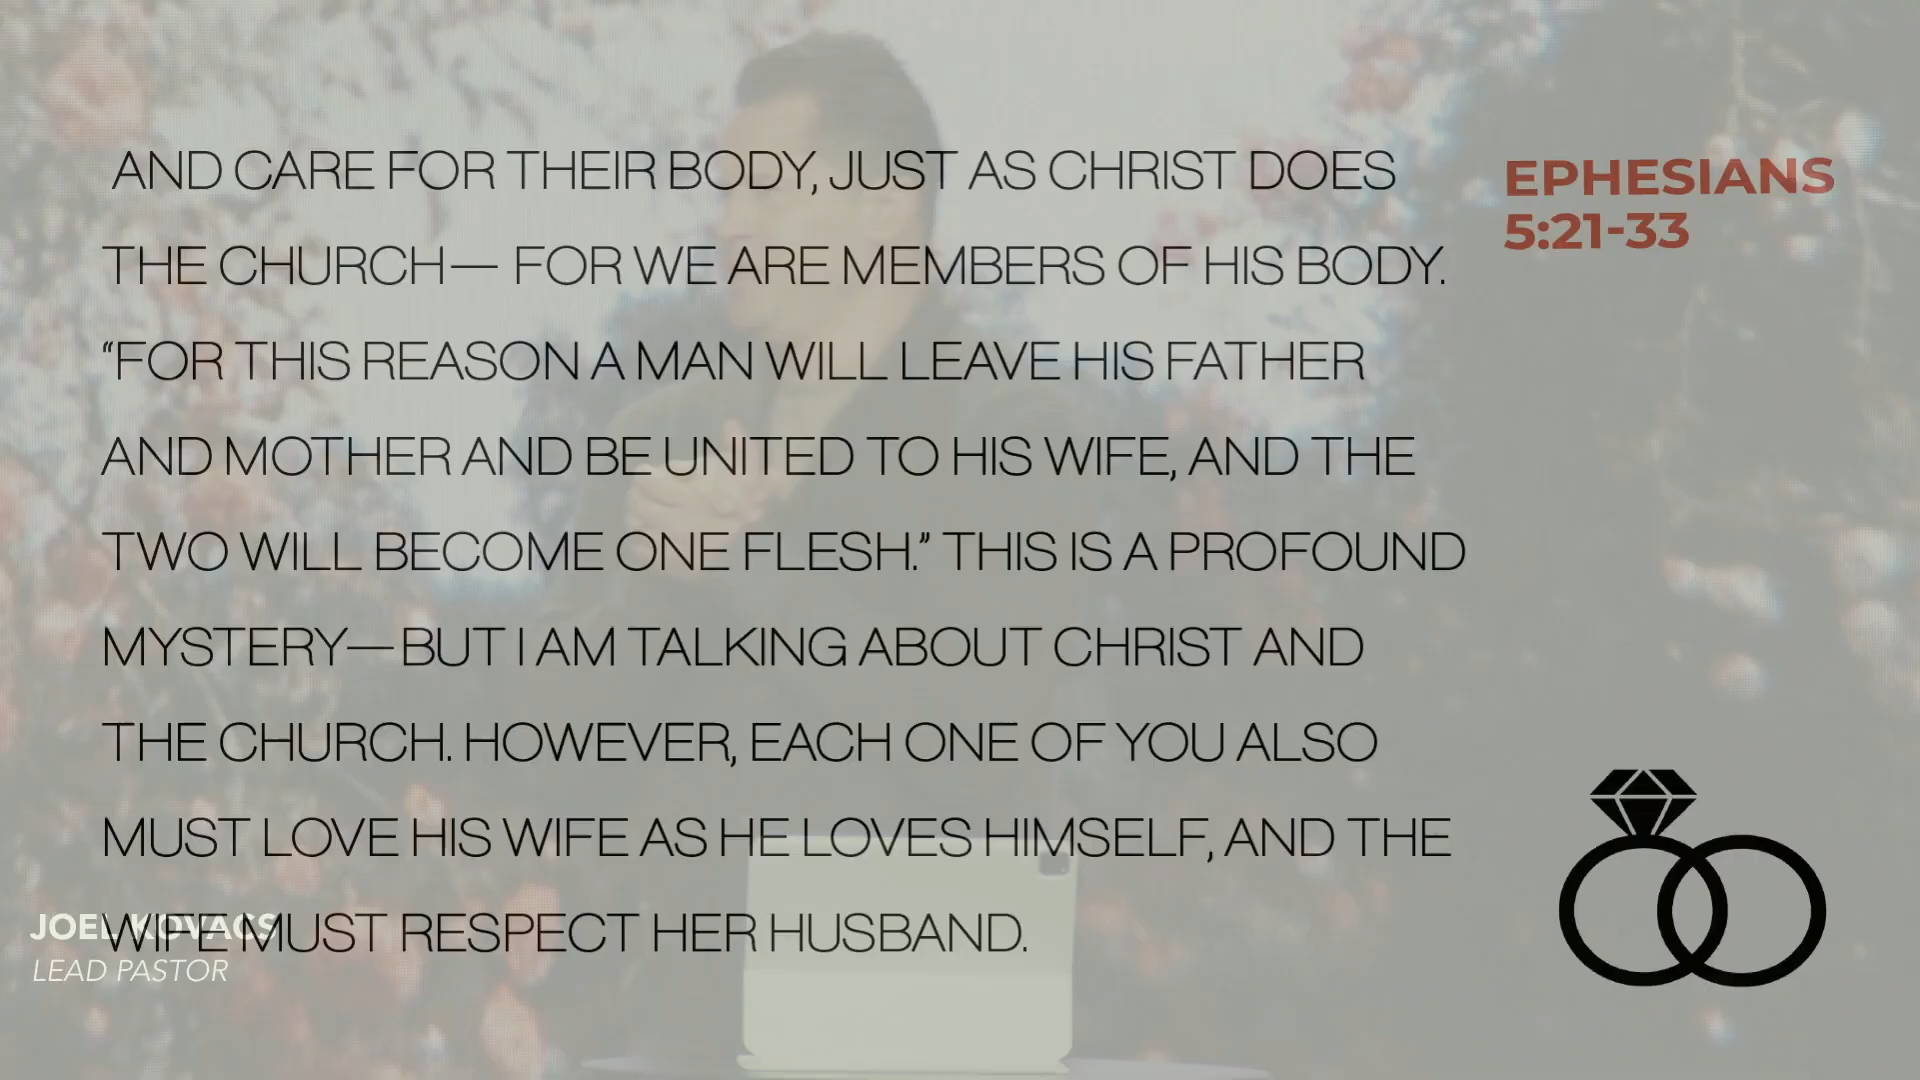 AND CARE FOR THEIR BODY, JUST AS CHRIST DOES
THE CHURCH— FOR WE ARE MEMBERS OF HIS BODY.
“FOR THIS REASON A MAN WILL LEAVE HIS FATHER
AND MOTHER AND BE UNITED TO HIS WIFE, AND THE
TWO WILL BECOME ONE FLESH.” THIS IS A PROFOUND
MYSTERY—BUT I AM TALKING ABOUT CHRIST AND
THE CHURCH. HOWEVER, EACH ONE OF YOU ALSO
MUST LOVE HIS WIFE AS HE LOVES HIMSELF, AND THE
WIFE MUST RESPECT HER HUSBAND.
EPHESIANS
5:21-33
JOEL KOVACS
LEAD PASTOR